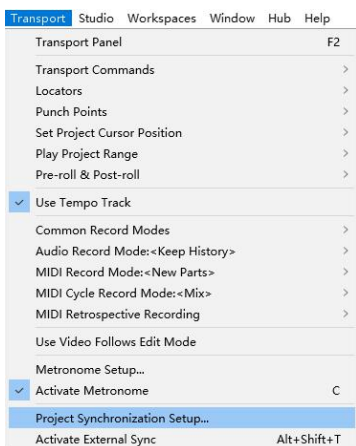 Transport Studio Workspaces Window Hub Help
Transport Panel F2
Transport Commands
Locators
Punch Points
Set Project Cursor Position
Play Project Range
Pre-roll & Post-roll
Use Tempo Track
Common Record Modes
Audio Record Mode:<Keep History>
MIDI Record Mode:<New Parts>
MIDI Cycle Record Mode:<Mix>
MIDI Retrospective Recording
Use Video Follows Edit Mode
Metronome Setup...
Activate Metronome C
Project Synchronization Setup...
Activate External Sync Alt+Shift+T